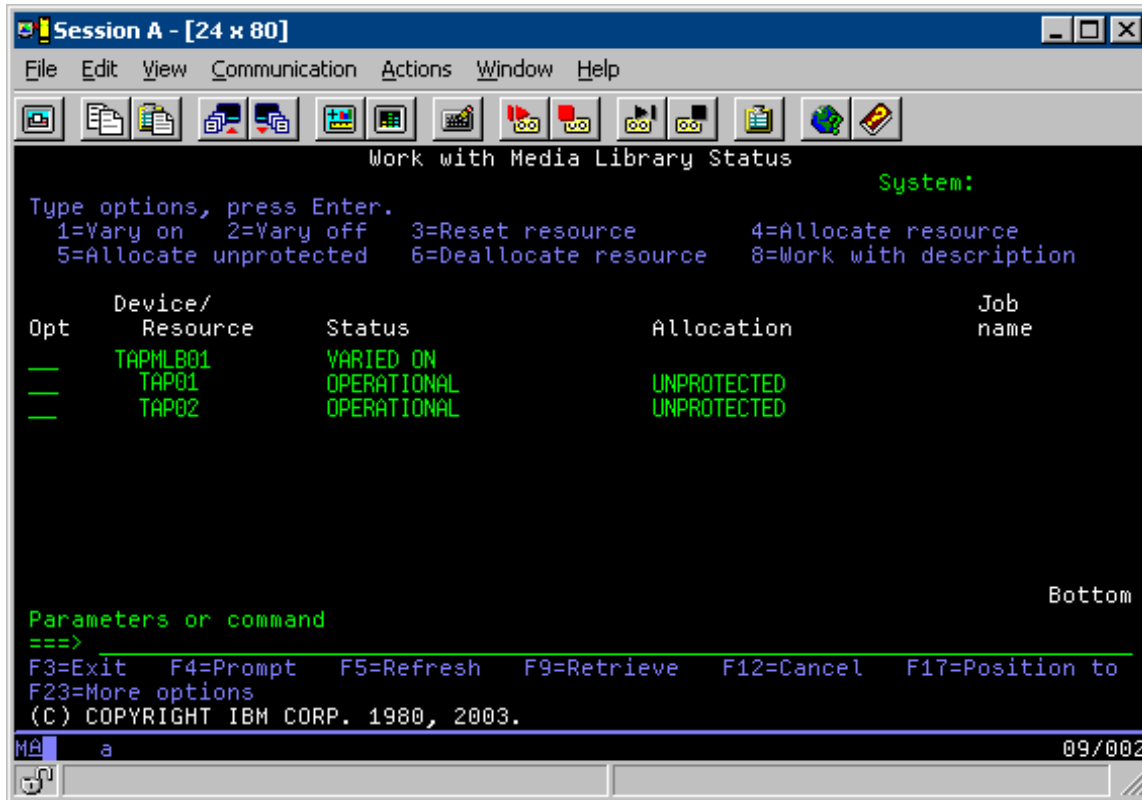 Session A - [24 x 80]
File Edit View Communication Actions Window Help
Work with Media Library Status
System:
Type options, press Enter.
1=Vary on 2=Vary off 3=Reset resource 4=Allocate resource
5=Allocate unprotected 6=Deallocate resource 8=Work with description
Device/ Job
Opt Resource Status Allocation name
TAPMLB01 VARIED ON
TAP01 OPERATIONAL UNPROTECTED
TAP02 OPERATIONAL UNPROTECTED
Bottom
Parameters or command
===>
F3=Exit F4=Prompt F5=Refresh F9=Retrieve F12=Cancel F17=Position to
F23=More options
(C) COPYRIGHT IBM CORP. 1980, 2003.
MA a 09/002